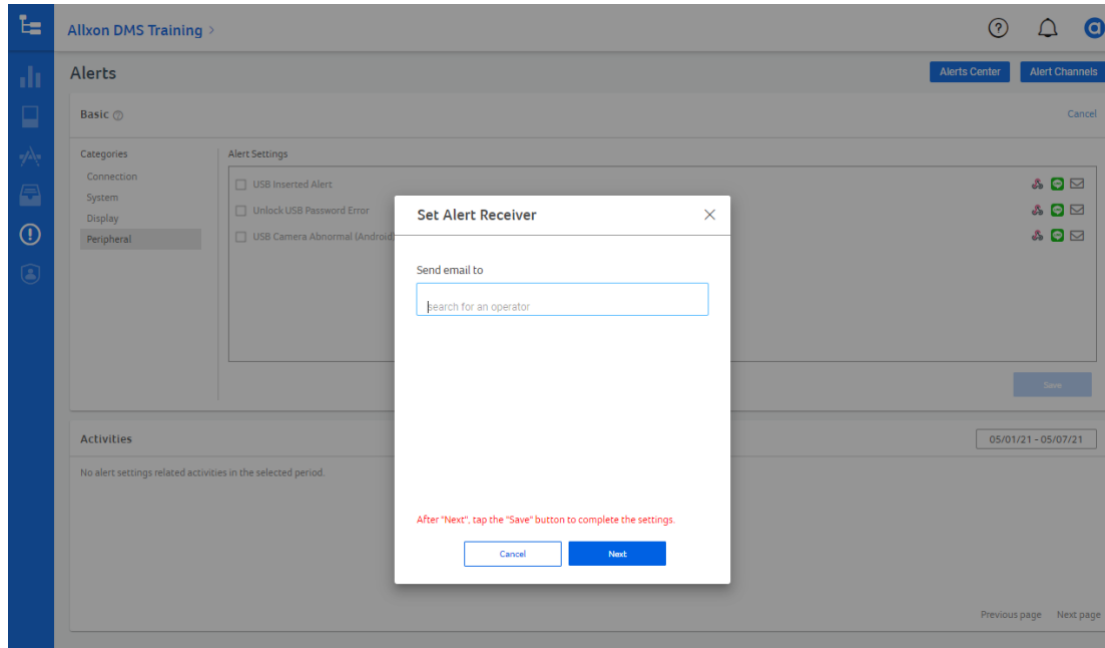 Allxon DMS Training >
Alerts
Alerts Center
Alert Channels
Basic
Cancel
Categories
Connection
System
Display
Peripheral
Alert Settings
USB Inserted Alert
Unlock USB Password Error
USB Camera Abnormal (Android)
Save
Set Alert Receiver
Send email to
search for an operator
After "Next", tap the "Save" button to complete the settings.
Cancel
Next
Activities
05/01/21 - 05/07/21
No alert settings related activities in the selected period.
Previous page
Next page